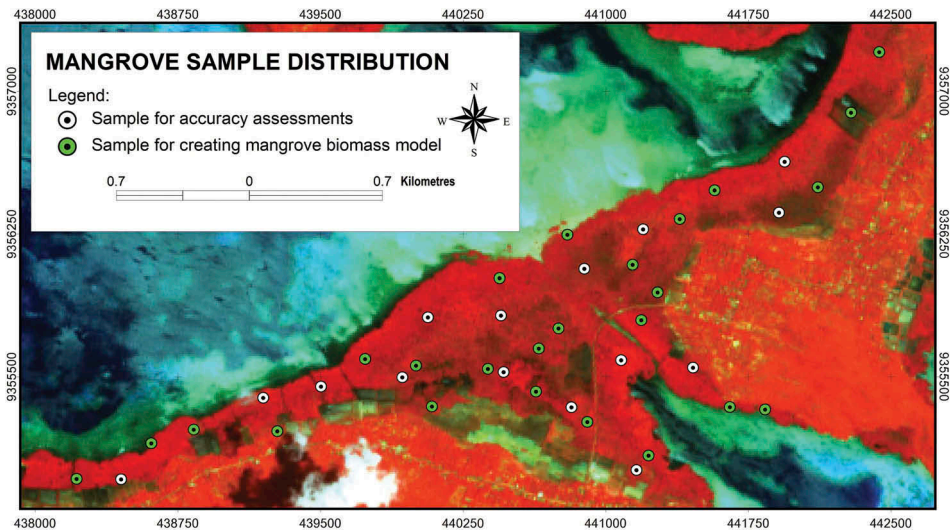 438000 438750 439500 440250 441000 441750 442500
MANGROVE SAMPLE DISTRIBUTION
Legend:
Sample for accuracy assessments
Sample for creating mangrove biomass model
N
W E
S
0.7 0 0.7 Kilometres
9357000 9357000
9356250 9356250
9355500 9355500
438000 438750 439500 440250 441000 441750 442500